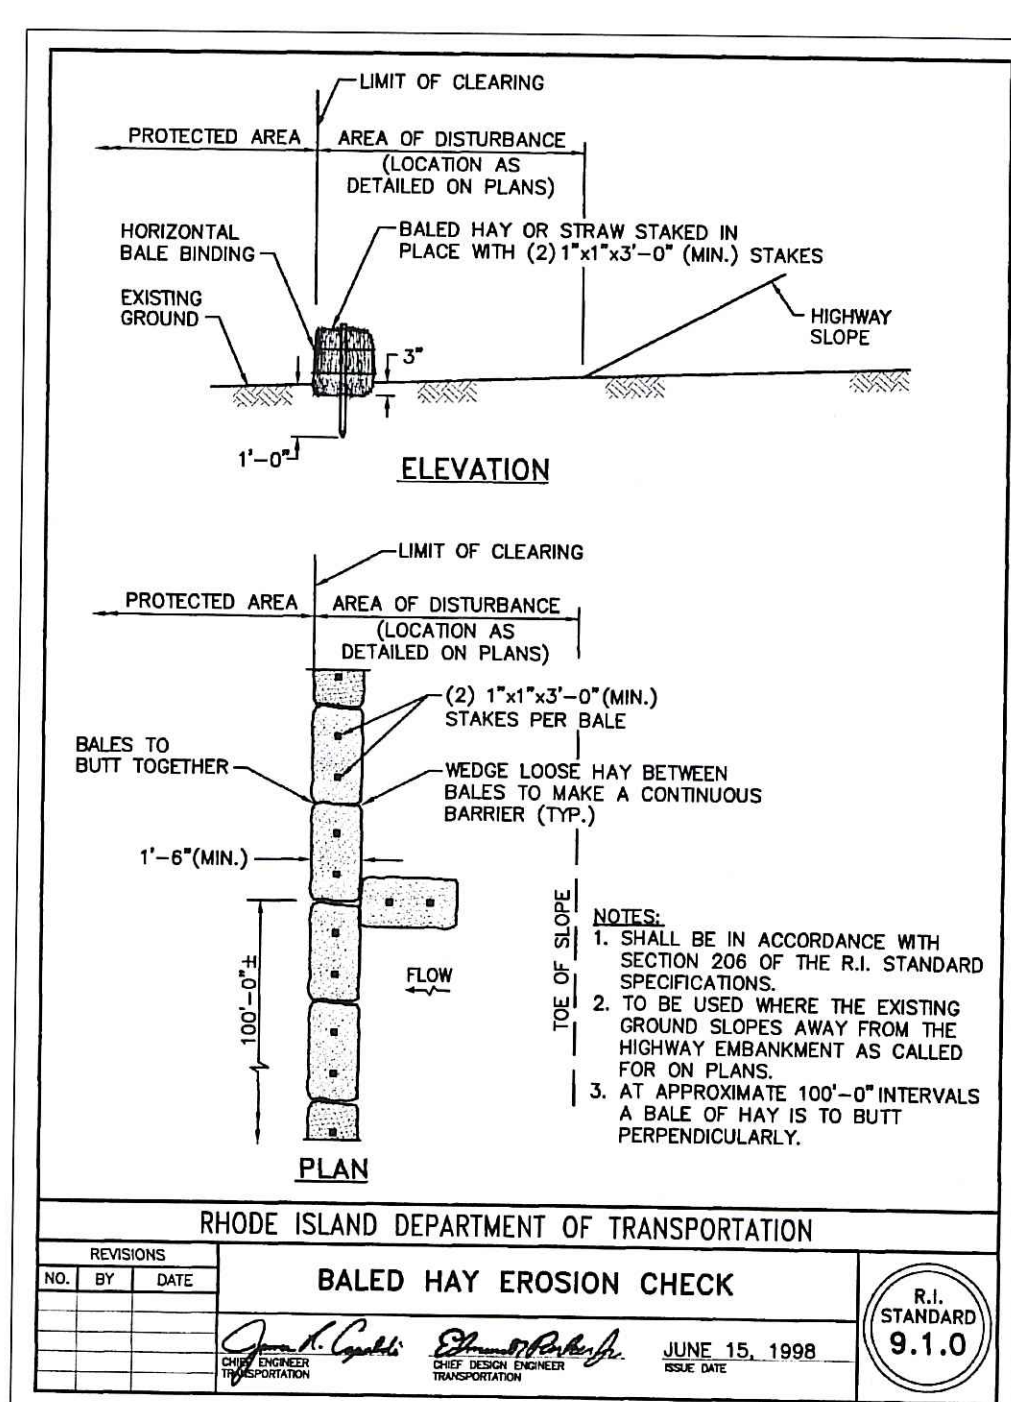 LIMIT OF CLEARING
PROTECTED AREA
AREA OF DISTURBANCE
(LOCATION AS
DETAILED ON PLANS)
HORIZONTAL
BALE BINDING
BALED HAY OR STRAW STAKED IN
PLACE WITH (2) 1"x1"x3'-0" (MIN.) STAKES
EXISTING
GROUND
HIGHWAY
SLOPE
3"
1'-0"
ELEVATION
LIMIT OF CLEARING
PROTECTED AREA
AREA OF DISTURBANCE
(LOCATION AS
DETAILED ON PLANS)
(2) 1"x1"x3'-0"(MIN.)
STAKES PER BALE
BALES TO
BUTT TOGETHER
WEDGE LOOSE HAY BETWEEN
BALES TO MAKE A CONTINUOUS
BARRIER (TYP.)
1'-6"(MIN.)
100'-0"±
FLOW
TOE OF SLOPE
NOTES:
1. SHALL BE IN ACCORDANCE WITH
SECTION 206 OF THE R.I. STANDARD
SPECIFICATIONS.
2. TO BE USED WHERE THE EXISTING
GROUND SLOPES AWAY FROM THE
HIGHWAY EMBANKMENT AS CALLED
FOR ON PLANS.
3. AT APPROXIMATE 100'-0" INTERVALS
A BALE OF HAY IS TO BUTT
PERPENDICULARLY.
PLAN
RHODE ISLAND DEPARTMENT OF TRANSPORTATION
REVISIONS
NO. BY DATE
BALED HAY EROSION CHECK
CHIEF ENGINEER
TRANSPORTATION
CHIEF DESIGN ENGINEER
TRANSPORTATION
JUNE 15, 1998
ISSUE DATE
R.I.
STANDARD
9.1.0